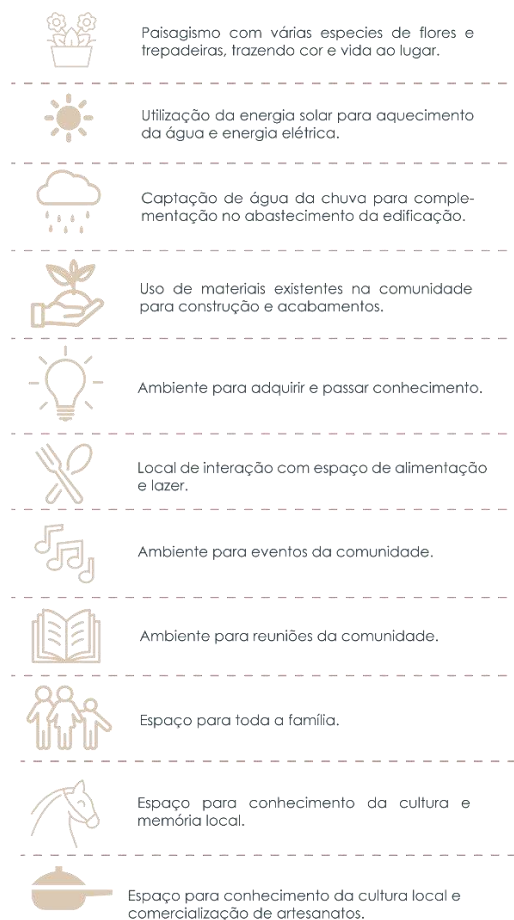 Paisagismo com várias especies de flores e
trepadeiras, trazendo cor e vida ao lugar.
Utilização da energia solar para aquecimento
da água e energia elétrica.
Captação de água da chuva para comple-
mentação no abastecimento da edificação.
Uso de materiais existentes na comunidade
para construção e acabamentos.
Ambiente para adquirir e passar conhecimento.
Local de interação com espaço de alimentação
e lazer.
Ambiente para eventos da comunidade.
Ambiente para reuniões da comunidade.
Espaço para toda a família.
Espaço para conhecimento da cultura e
memória local.
Espaço para conhecimento da cultura local e
comercialização de artesanatos.